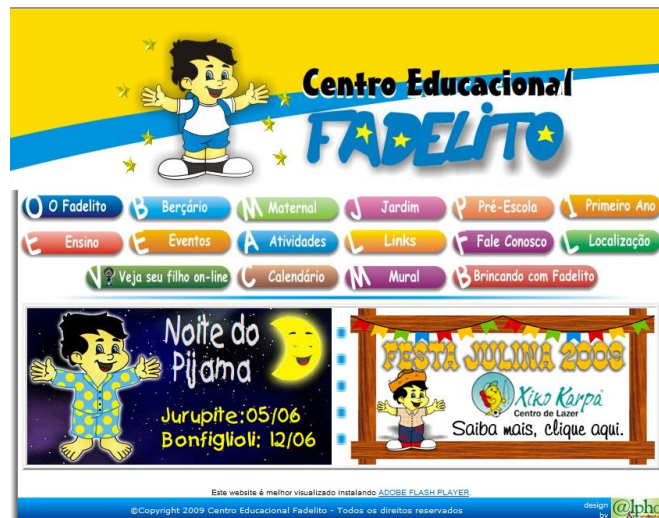 Centro Educacional
FADELITO
O Fadelito
Berçário
Maternal
Jardim
Pré-Escola
Primeiro Ano
Ensino
Eventos
Atividades
Links
Fale Conosco
Localização
Veja seu filho on-line
Calendário
Mural
Brincando com Fadelito
Noite do
Pijama
Jurupite:05/06
Bonfiglioli: 12/06
FESTA JULINA 2009
Xiko Karpa
Centro de Lazer
Saiba mais, clique aqui.
Este website é melhor visualizado instalando ADOBE FLASH PLAYER.
©Copyright 2009 Centro Educacional Fadelito - Todos os direitos reservados
design
by
@lpho